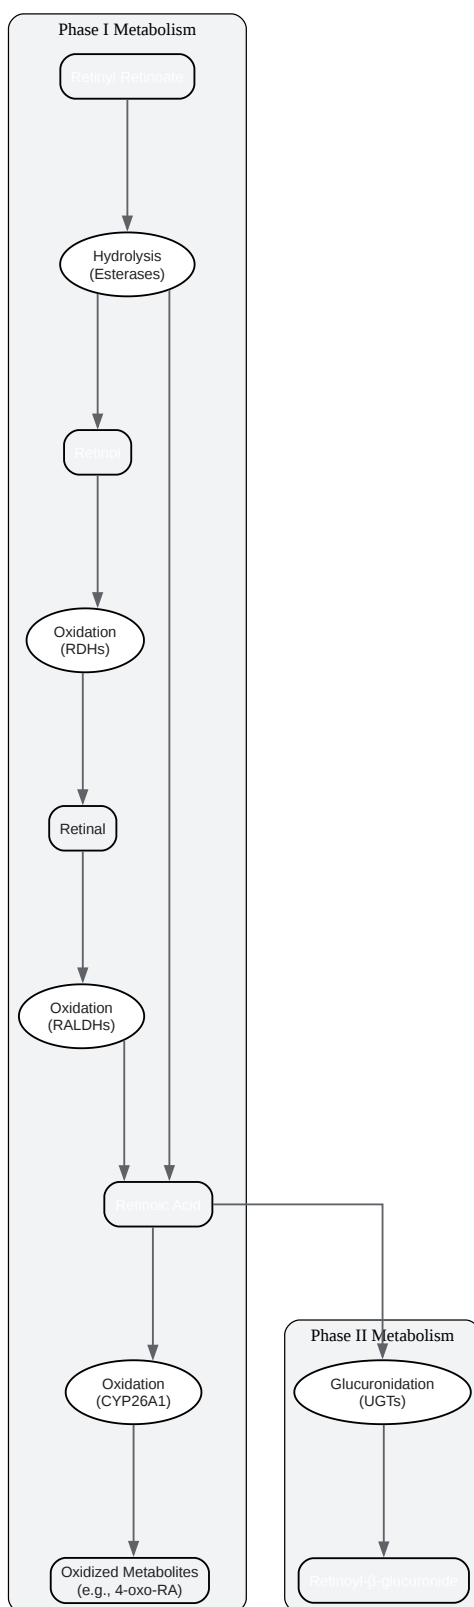 Phase I Metabolism
Retinyl Retinoate
Hydrolysis
(Esterases)
Retinol
Oxidation
(RDHs)
Retinal
Oxidation
(RALDHs)
Retinoic Acid
Oxidation
(CYP26A1)
Oxidized Metabolites
(e.g., 4-oxo-RA)
Phase II Metabolism
Glucuronidation
(UGTs)
Retinoyl-β-glucuronide